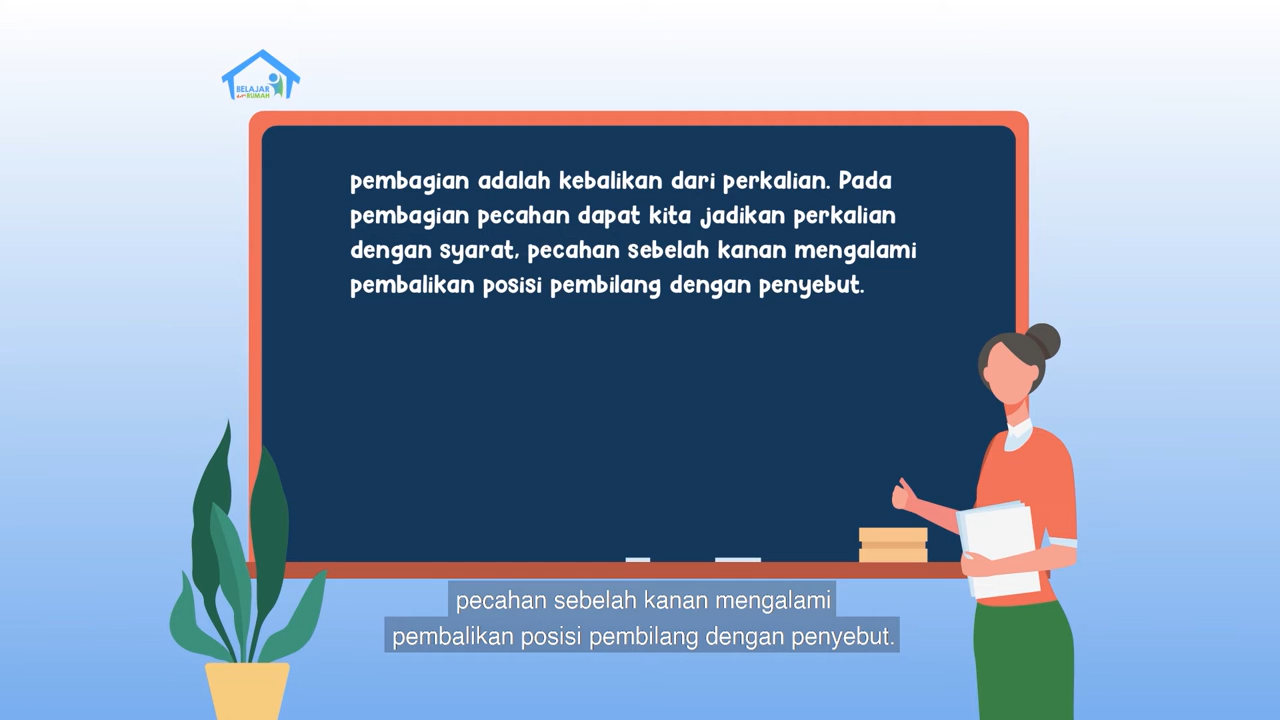 BELAJAR
dari RUMAH
pembagian adalah kebalikan dari perkalian. Pada
pembagian pecahan dapat kita jadikan perkalian
dengan syarat, pecahan sebelah kanan mengalami
pembalikan posisi pembilang dengan penyebut.
pecahan sebelah kanan mengalami
pembalikan posisi pembilang dengan penyebut.